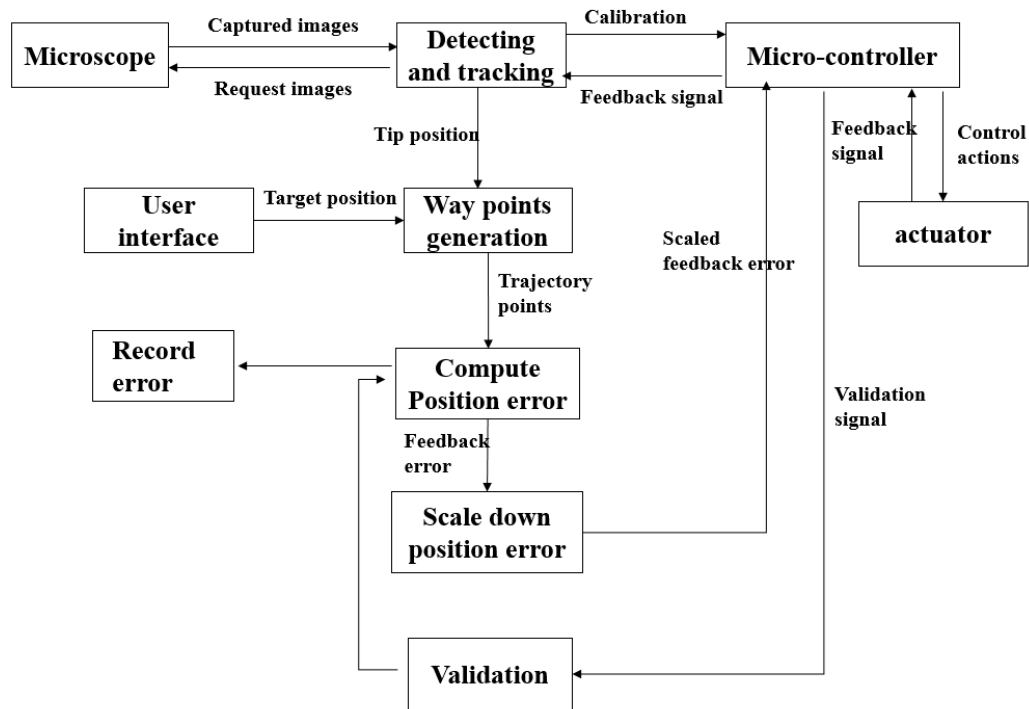 Captured images
Calibration
Microscope
Detecting
and tracking
Micro-controller
Request images
Feedback signal
Tip position
Feedback
signal
Control
actions
User
interface
Target position
Way points
generation
actuator
Scaled
feedback error
Trajectory
points
Record
error
Compute
Position error
Validation
signal
Feedback
error
Scale down
position error
Validation